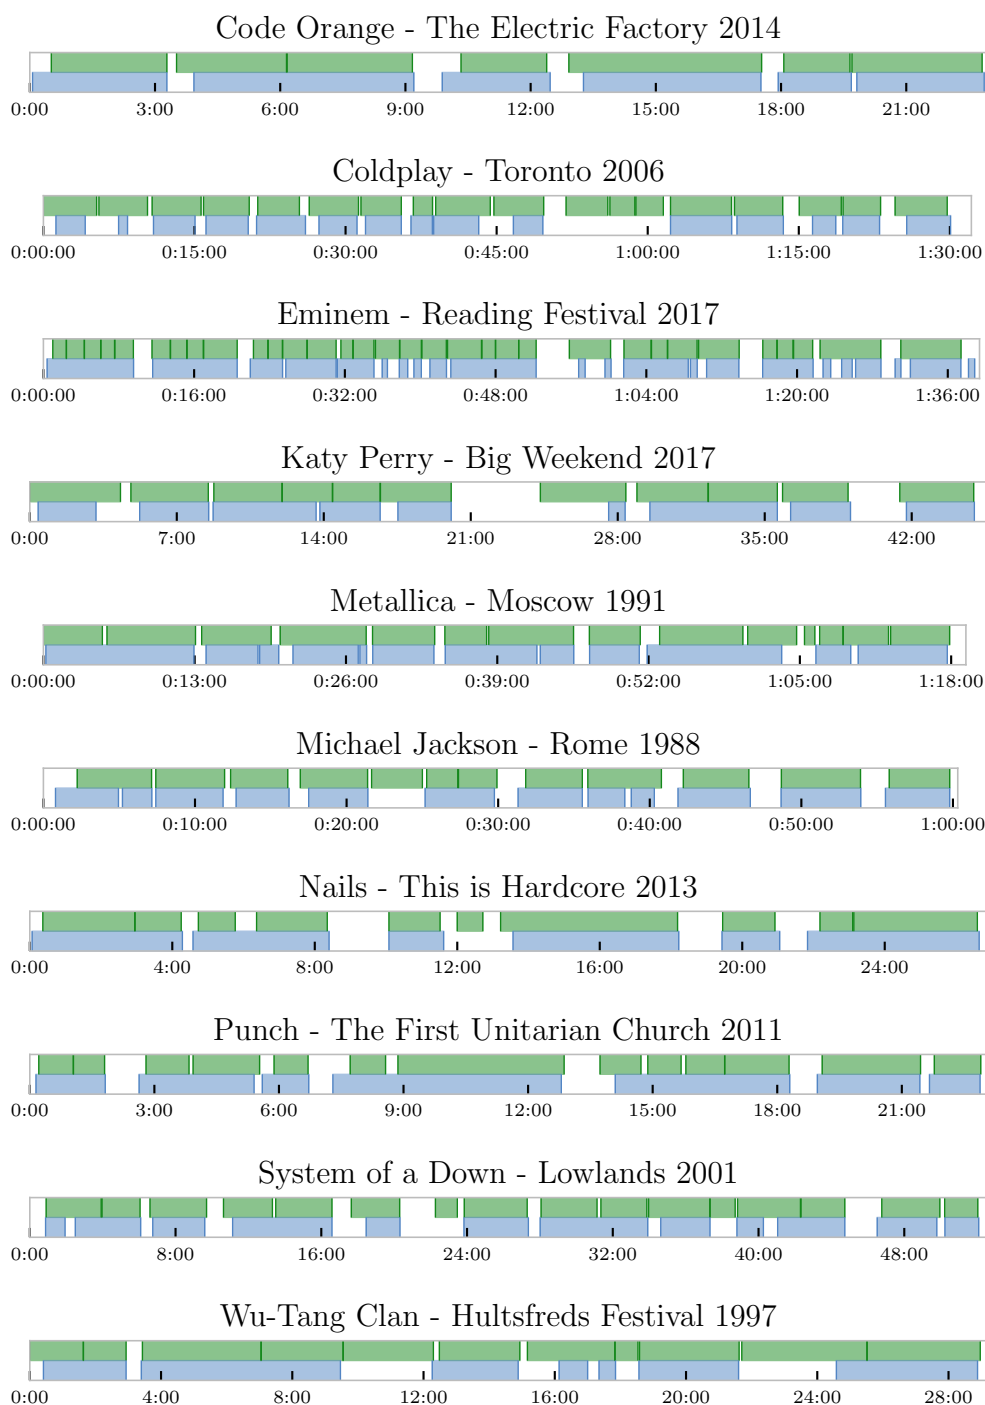 Code Orange - The Electric Factory 2014
0:00 3:00 6:00 9:00 12:00 15:00 18:00 21:00
Coldplay - Toronto 2006
0:00:00 0:15:00 0:30:00 0:45:00 1:00:00 1:15:00 1:30:00
Eminem - Reading Festival 2017
0:00:00 0:16:00 0:32:00 0:48:00 1:04:00 1:20:00 1:36:00
Katy Perry - Big Weekend 2017
0:00 7:00 14:00 21:00 28:00 35:00 42:00
Metallica - Moscow 1991
0:00:00 0:13:00 0:26:00 0:39:00 0:52:00 1:05:00 1:18:00
Michael Jackson - Rome 1988
0:00:00 0:10:00 0:20:00 0:30:00 0:40:00 0:50:00 1:00:00
Nails - This is Hardcore 2013
0:00 4:00 8:00 12:00 16:00 20:00 24:00
Punch - The First Unitarian Church 2011
0:00 3:00 6:00 9:00 12:00 15:00 18:00 21:00
System of a Down - Lowlands 2001
0:00 8:00 16:00 24:00 32:00 40:00 48:00
Wu-Tang Clan - Hultsfreds Festival 1997
0:00 4:00 8:00 12:00 16:00 20:00 24:00 28:00